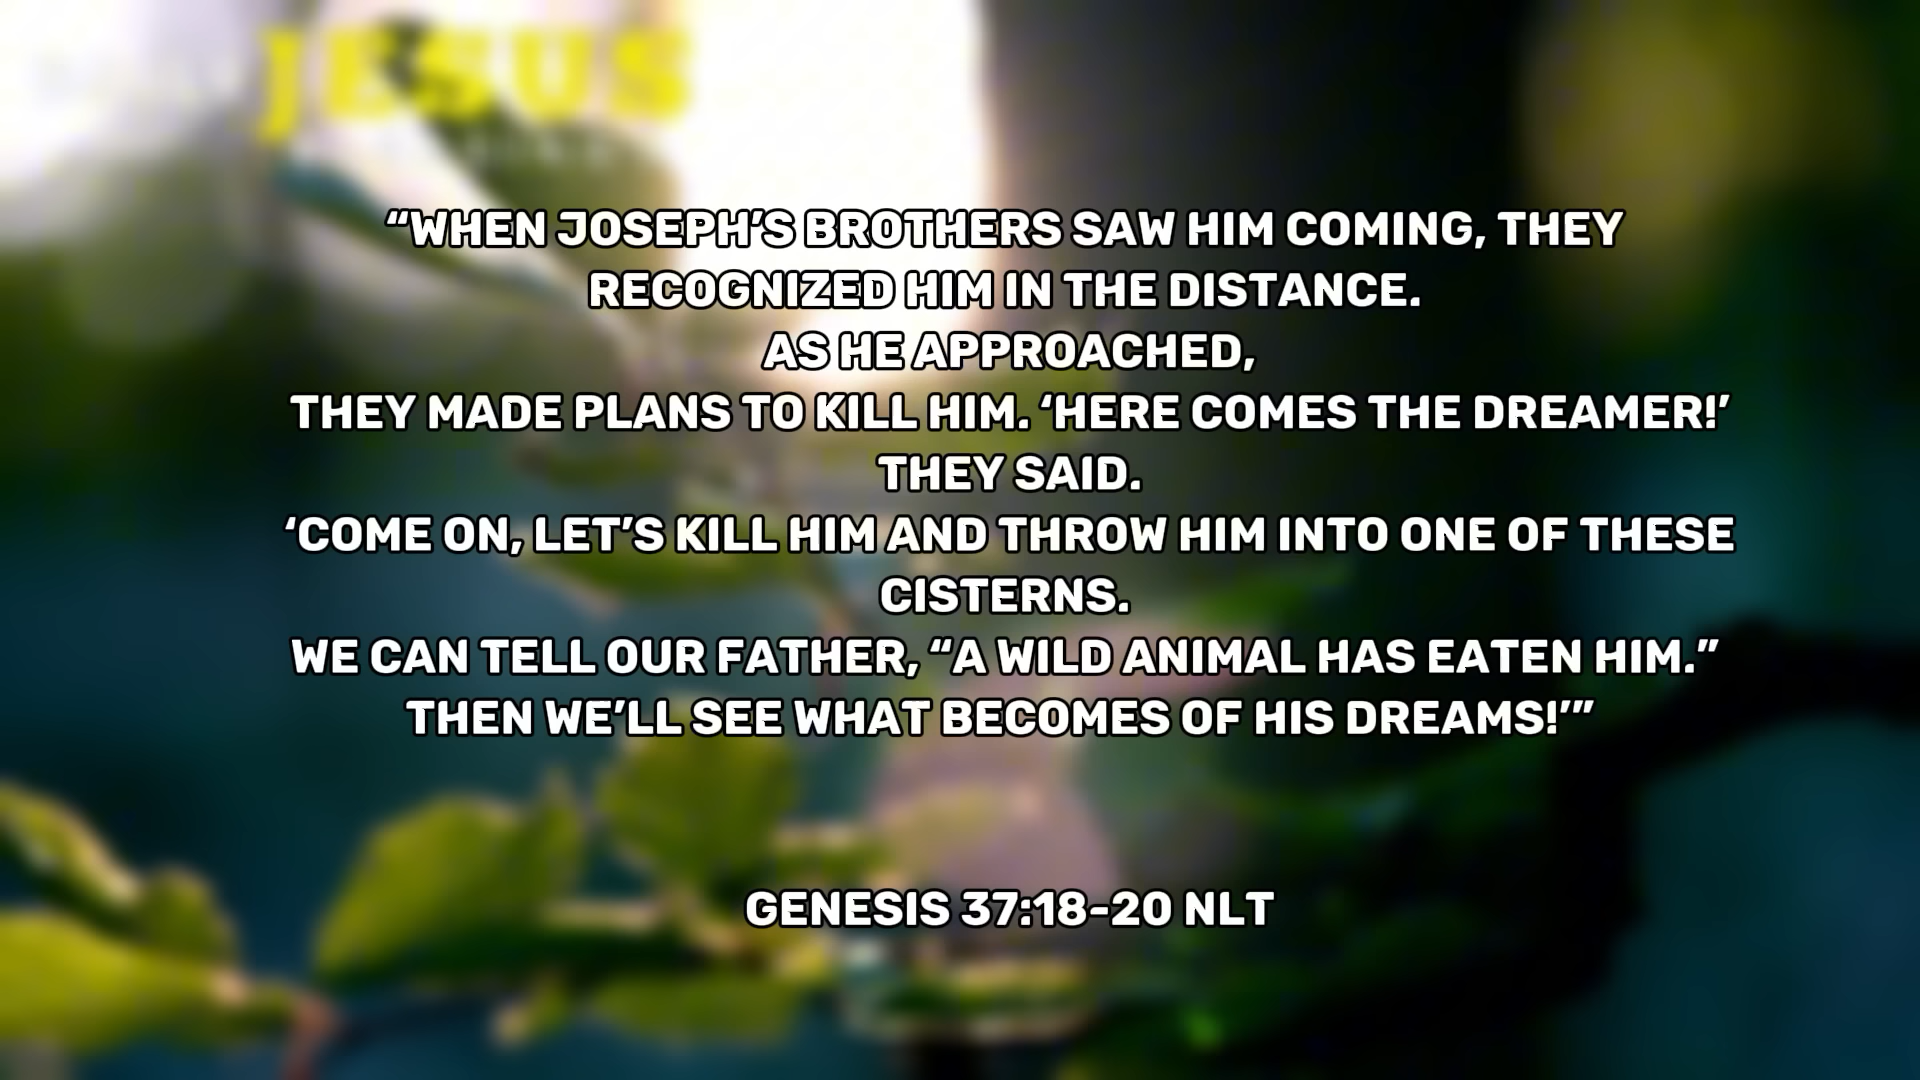 JESUS
“WHEN JOSEPH’S BROTHERS SAW HIM COMING, THEY
RECOGNIZED HIM IN THE DISTANCE.
AS HE APPROACHED,
THEY MADE PLANS TO KILL HIM. ‘HERE COMES THE DREAMER!’
THEY SAID.
‘COME ON, LET’S KILL HIM AND THROW HIM INTO ONE OF THESE
CISTERNS.
WE CAN TELL OUR FATHER, “A WILD ANIMAL HAS EATEN HIM.”
THEN WE’LL SEE WHAT BECOMES OF HIS DREAMS!’”
GENESIS 37:18-20 NLT